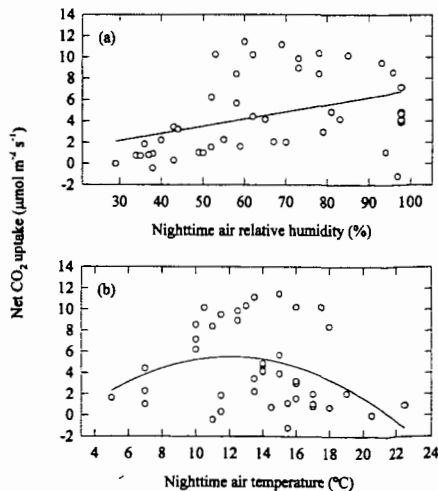 Net CO₂ uptake (μmol m⁻² s⁻¹)
(a)
14
12
10
8
6
4
2
0
-2
20 30 40 50 60 70 80 90 100
Nighttime air relative humidity (%)
(b)
14
12
10
8
6
4
2
0
-2
4 6 8 10 12 14 16 18 20 22 24
Nighttime air temperature (°C)